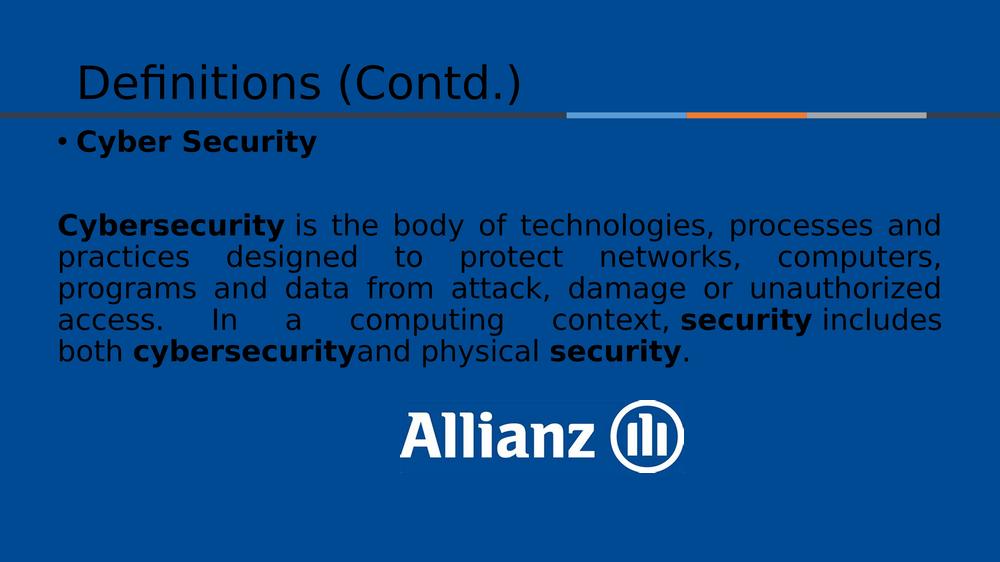 Definitions (Contd.)
• Cyber Security
Cybersecurity is the body of technologies, processes and
practices designed to protect networks, computers,
programs and data from attack, damage or unauthorized
access. In a computing context, security includes
both cybersecurityand physical security.
Allianz